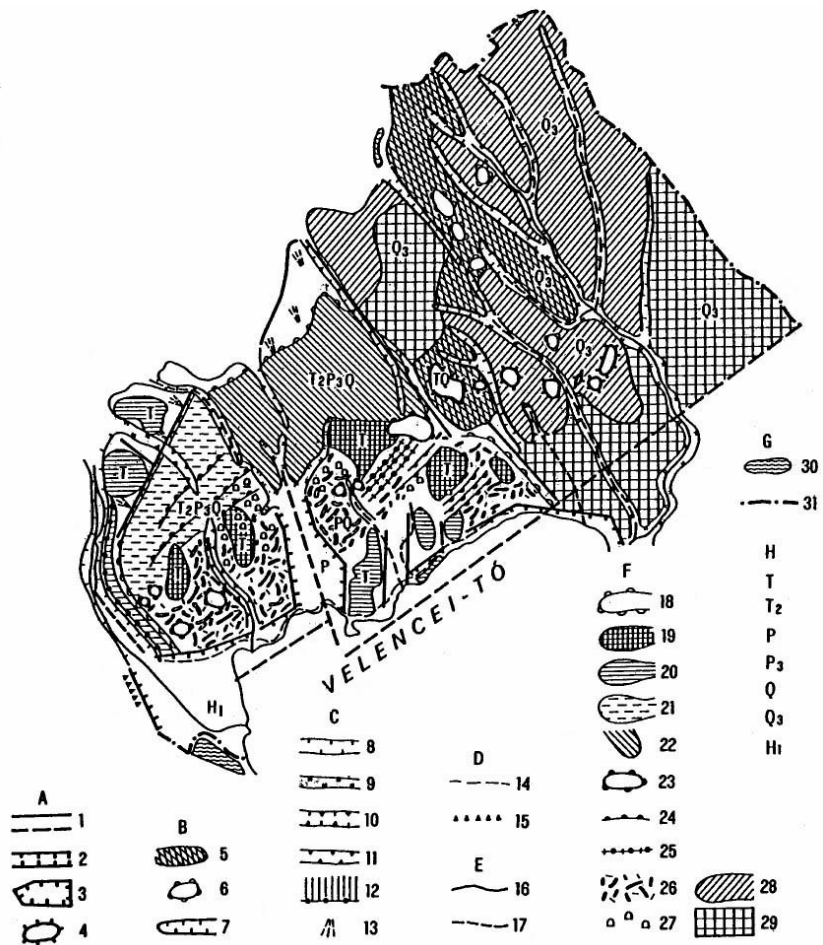 Q₃
Q₃
Q₃
Q₃
Q₃
T₂P₃Q
TQ
T
T
T
T
T₂P₃Q
T
PQ
P
T
VELENCEI-TÓ
H₁
A
1
2
3
4
B
5
6
7
C
8
9
10
11
12
13
D
14
15
E
16
17
F
18
19
20
21
22
23
24
25
26
27
28
29
G
30
31
H
T
T₂
P
P₃
Q
Q₃
H₁